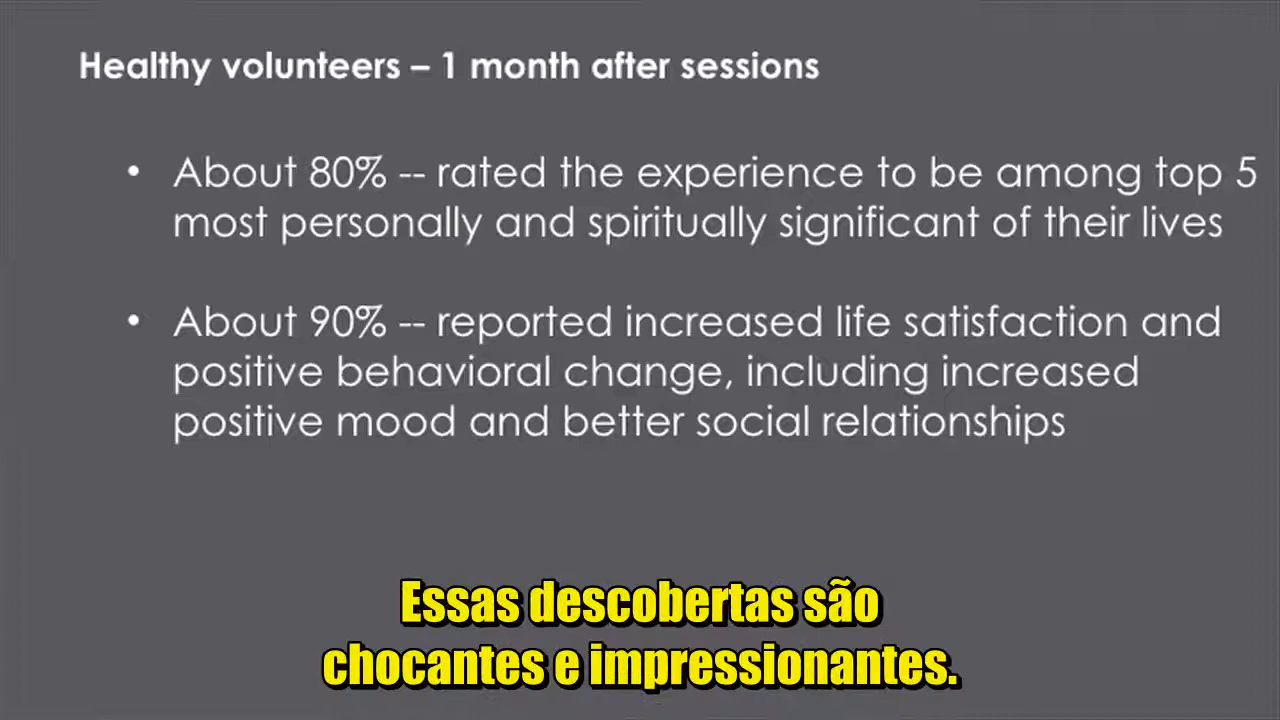 Healthy volunteers – 1 month after sessions
• About 80% -- rated the experience to be among top 5
most personally and spiritually significant of their lives
• About 90% -- reported increased life satisfaction and
positive behavioral change, including increased
positive mood and better social relationships
Essas descobertas são
chocantes e impressionantes.